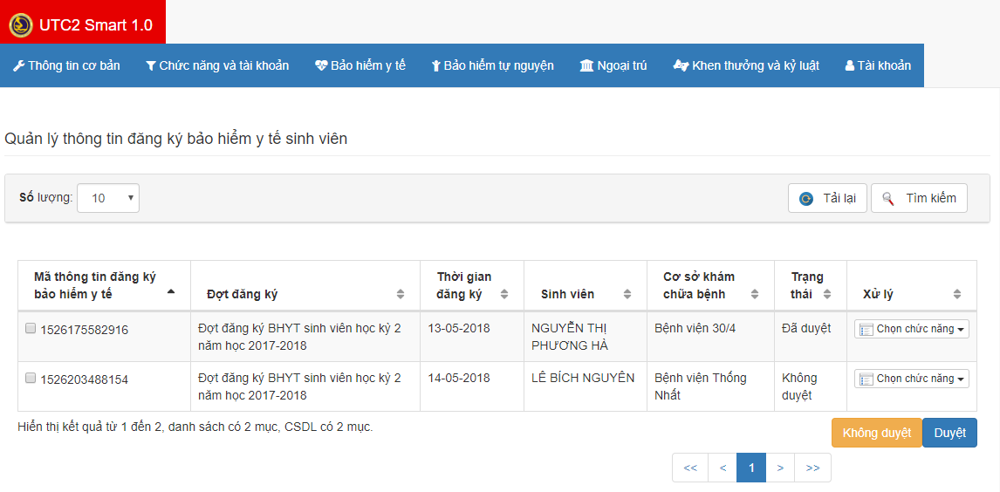 UTC2 Smart 1.0
Thông tin cơ bản Chức năng và tài khoản Bảo hiểm y tế Bảo hiểm tự nguyện Ngoại trú Khen thưởng và kỷ luật Tài khoản
Quản lý thông tin đăng ký bảo hiểm y tế sinh viên
Số lượng: 10 Tải lại Tìm kiếm
Mã thông tin đăng ký
bảo hiểm y tế
Đợt đăng ký
Thời gian
đăng ký
Sinh viên
Cơ sở khám
chữa bệnh
Trạng
thái
Xử lý
1526175582916
Đợt đăng ký BHYT sinh viên học kỳ 2
năm học 2017-2018
13-05-2018
NGUYỄN THỊ
PHƯƠNG HÀ
Bệnh viện 30/4
Đã duyệt
Chọn chức năng
1526203488154
Đợt đăng ký BHYT sinh viên học kỳ 2
năm học 2017-2018
14-05-2018
LÊ BÍCH NGUYÊN
Bệnh viện Thống
Nhất
Không
duyệt
Chọn chức năng
Hiển thị kết quả từ 1 đến 2, danh sách có 2 mục, CSDL có 2 mục.
Không duyệt Duyệt
<< < 1 > >>